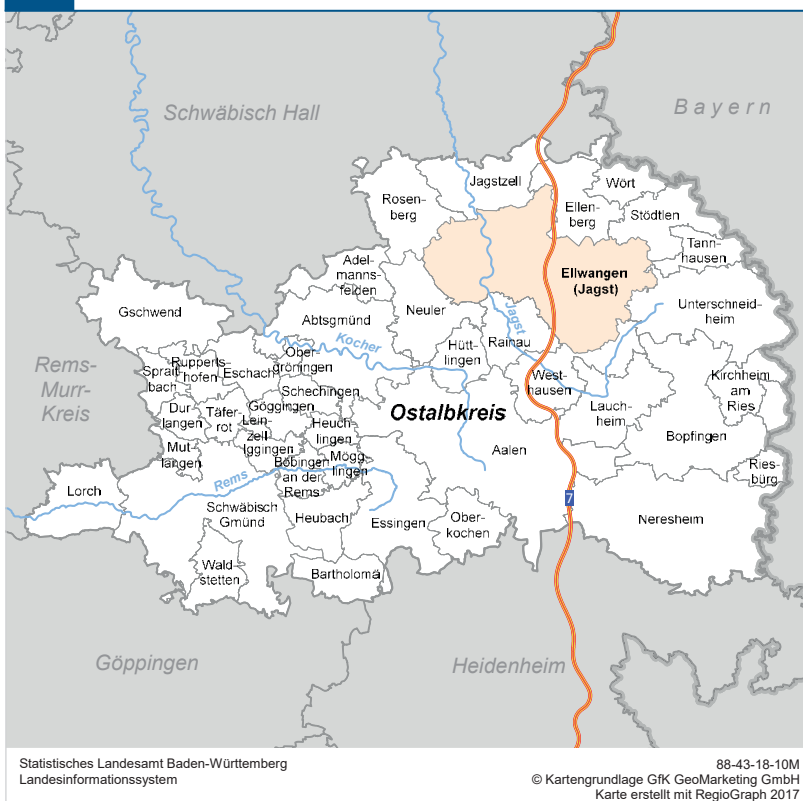 Schwäbisch Hall
Bayern
Jagstzell
Wört
Rosen-
berg
Ellen-
berg
Stödtlen
Tann-
hausen
Adel-
manns-
felden
Ellwangen
(Jagst)
Gschwend
Abtsgmünd
Neuler
Jagst
Unterschneid-
heim
Kocher
Hütt-
lingen
Rainau
Rems-
Murr-
Kreis
Sprait-
bach
Rupperts-
hofen
Eschach
Ober-
gröningen
West-
hausen
Kirchheim
am
Ries
Schechingen
Dur-
langen
Täfer-
rot
Göggingen
Lein-
zell
Heuch-
lingen
Ostalbkreis
Lauch-
heim
Bopfingen
Mut-
langen
Iggingen
Aalen
Böbingen
an der
Rems
Mögg-
lingen
Ries-
bürg
Lorch
Rems
7
Schwäbisch
Gmünd
Heubach
Essingen
Ober-
kochen
Neresheim
Wald-
stetten
Bartholomä
Göppingen
Heidenheim
Statistisches Landesamt Baden-Württemberg
Landesinformationssystem
88-43-18-10M
© Kartengrundlage GfK GeoMarketing GmbH
Karte erstellt mit RegioGraph 2017